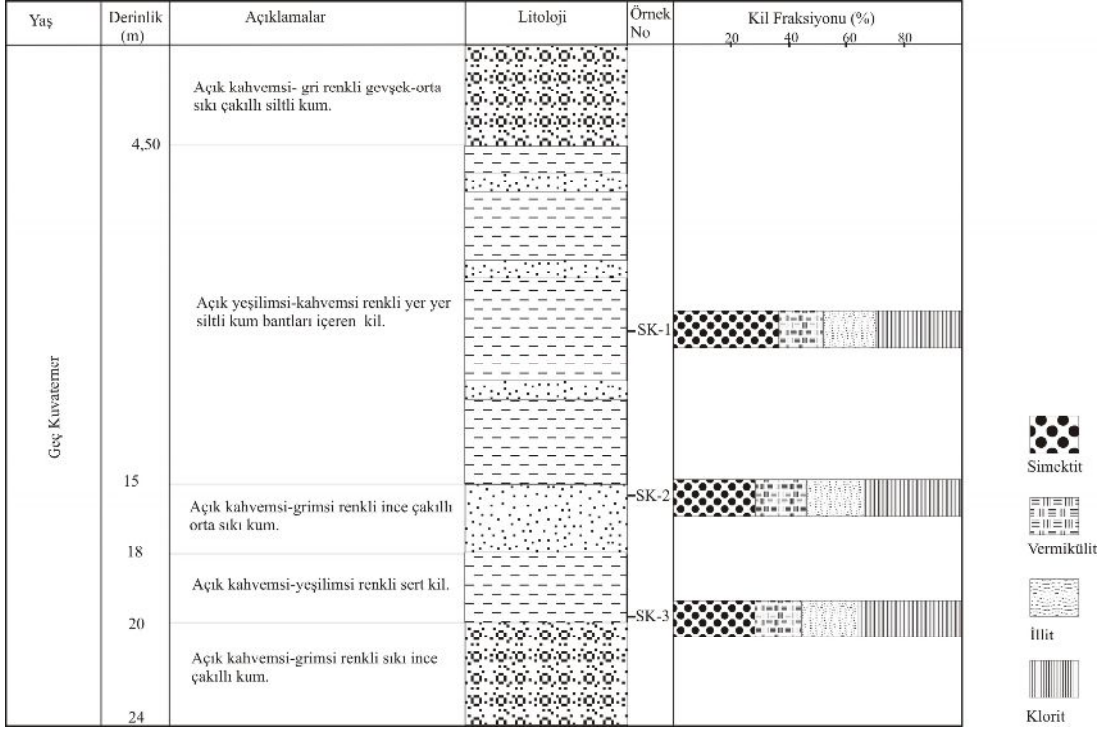 Yaş
Derinlik
(m)
Açıklamalar
Litoloji
Örnek
No
Kil Fraksiyonu (%)
20 40 60 80
Açık kahvemsi- gri renkli gevşek-orta
sıkı çakıllı siltli kum.
4,50
Açık yeşilimsi-kahvemsi renkli yer yer
siltli kum bantları içeren kil.
SK-1
Geç Kuvaterner
15
SK-2
Açık kahvemsi-grimsi renkli ince çakıllı
orta sıkı kum.
18
Açık kahvemsi-yeşilimsi renkli sert kil.
20
SK-3
Açık kahvemsi-grimsi renkli sıkı ince
çakıllı kum.
24
Simektit
Vermikülit
İllit
Klorit